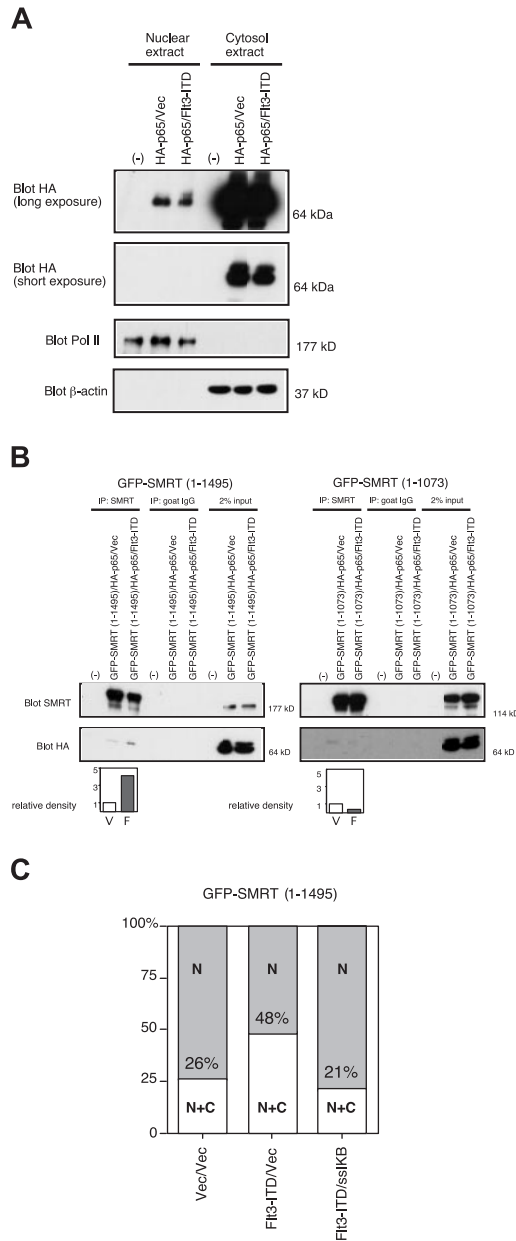 A
Nuclear extract
Cytosol extract
(-)
HA-p65/Vec
HA-p65/Flt3-ITD
(-)
HA-p65/Vec
HA-p65/Flt3-ITD
Blot HA
(long exposure)
64 kDa
Blot HA
(short exposure)
64 kDa
Blot Pol II
177 kD
Blot β-actin
37 kD
B
GFP-SMRT (1-1495)
IP: SMRT
IP: goat IgG
2% input
(-)
GFP-SMRT (1-1495)/HA-p65/Vec
GFP-SMRT (1-1495)/HA-p65/Flt3-ITD
(-)
GFP-SMRT (1-1495)/HA-p65/Vec
GFP-SMRT (1-1495)/HA-p65/Flt3-ITD
(-)
GFP-SMRT (1-1495)/HA-p65/Vec
GFP-SMRT (1-1495)/HA-p65/Flt3-ITD
Blot SMRT
177 kD
Blot HA
64 kD
relative density
5
3
1
V
F
GFP-SMRT (1-1073)
IP: SMRT
IP: goat IgG
2% input
(-)
GFP-SMRT (1-1073)/HA-p65/Vec
GFP-SMRT (1-1073)/HA-p65/Flt3-ITD
(-)
GFP-SMRT (1-1073)/HA-p65/Vec
GFP-SMRT (1-1073)/HA-p65/Flt3-ITD
(-)
GFP-SMRT (1-1073)/HA-p65/Vec
GFP-SMRT (1-1073)/HA-p65/Flt3-ITD
114 kD
64 kD
relative density
5
3
1
V
F
C
GFP-SMRT (1-1495)
100%
75
50
25
0
N
26%
N+C
N
48%
N+C
N
21%
N+C
Vec/Vec
Flt3-ITD/Vec
Flt3-ITD/ssIKB